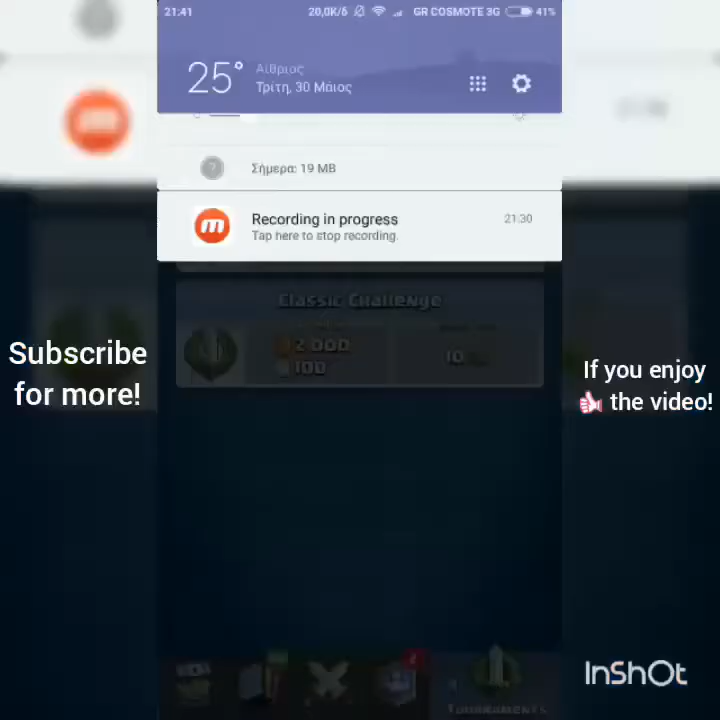 21:41
20,0K/δ
GR COSMOTE 3G
41%
25°
Αίθριος
Τρίτη, 30 Μάιος
Σήμερα: 19 MB
Recording in progress
21:30
Tap here to stop recording.
Classic Challenge
2 000
100
10
Subscribe
for more!
If you enjoy
the video!
InShOt
Tournaments